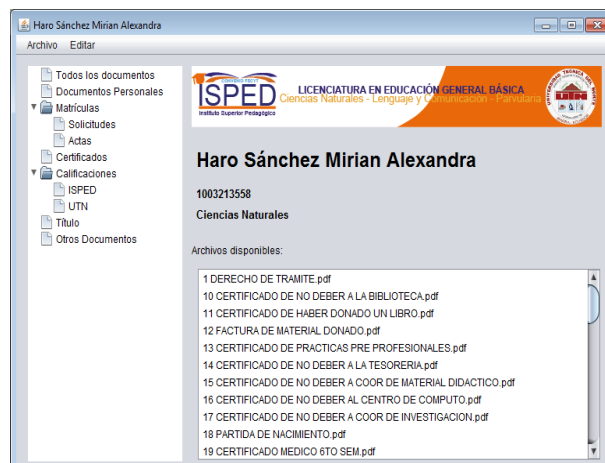 Haro Sánchez Mirian Alexandra
Archivo Editar
Todos los documentos
Documentos Personales
Matrículas
Solicitudes
Actas
Certificados
Calificaciones
ISPED
UTN
Título
Otros Documentos
CONVENIO FECYT
ISPED
Instituto Superior Pedagógico
LICENCIATURA EN EDUCACIÓN GENERAL BÁSICA
Ciencias Naturales - Lenguaje y Comunicación - Parvularia
UNIVERSIDAD TÉCNICA DEL NORTE
UTN
Haro Sánchez Mirian Alexandra
1003213558
Ciencias Naturales
Archivos disponibles:
1 DERECHO DE TRAMITE.pdf
10 CERTIFICADO DE NO DEBER A LA BIBLIOTECA.pdf
11 CERTIFICADO DE HABER DONADO UN LIBRO.pdf
12 FACTURA DE MATERIAL DONADO.pdf
13 CERTIFICADO DE PRACTICAS PRE PROFESIONALES.pdf
14 CERTIFICADO DE NO DEBER A LA TESORERIA.pdf
15 CERTIFICADO DE NO DEBER A COOR DE MATERIAL DIDACTICO.pdf
16 CERTIFICADO DE NO DEBER AL CENTRO DE COMPUTO.pdf
17 CERTIFICADO DE NO DEBER A COOR DE INVESTIGACION.pdf
18 PARTIDA DE NACIMIENTO.pdf
19 CERTIFICADO MEDICO 6TO SEM.pdf